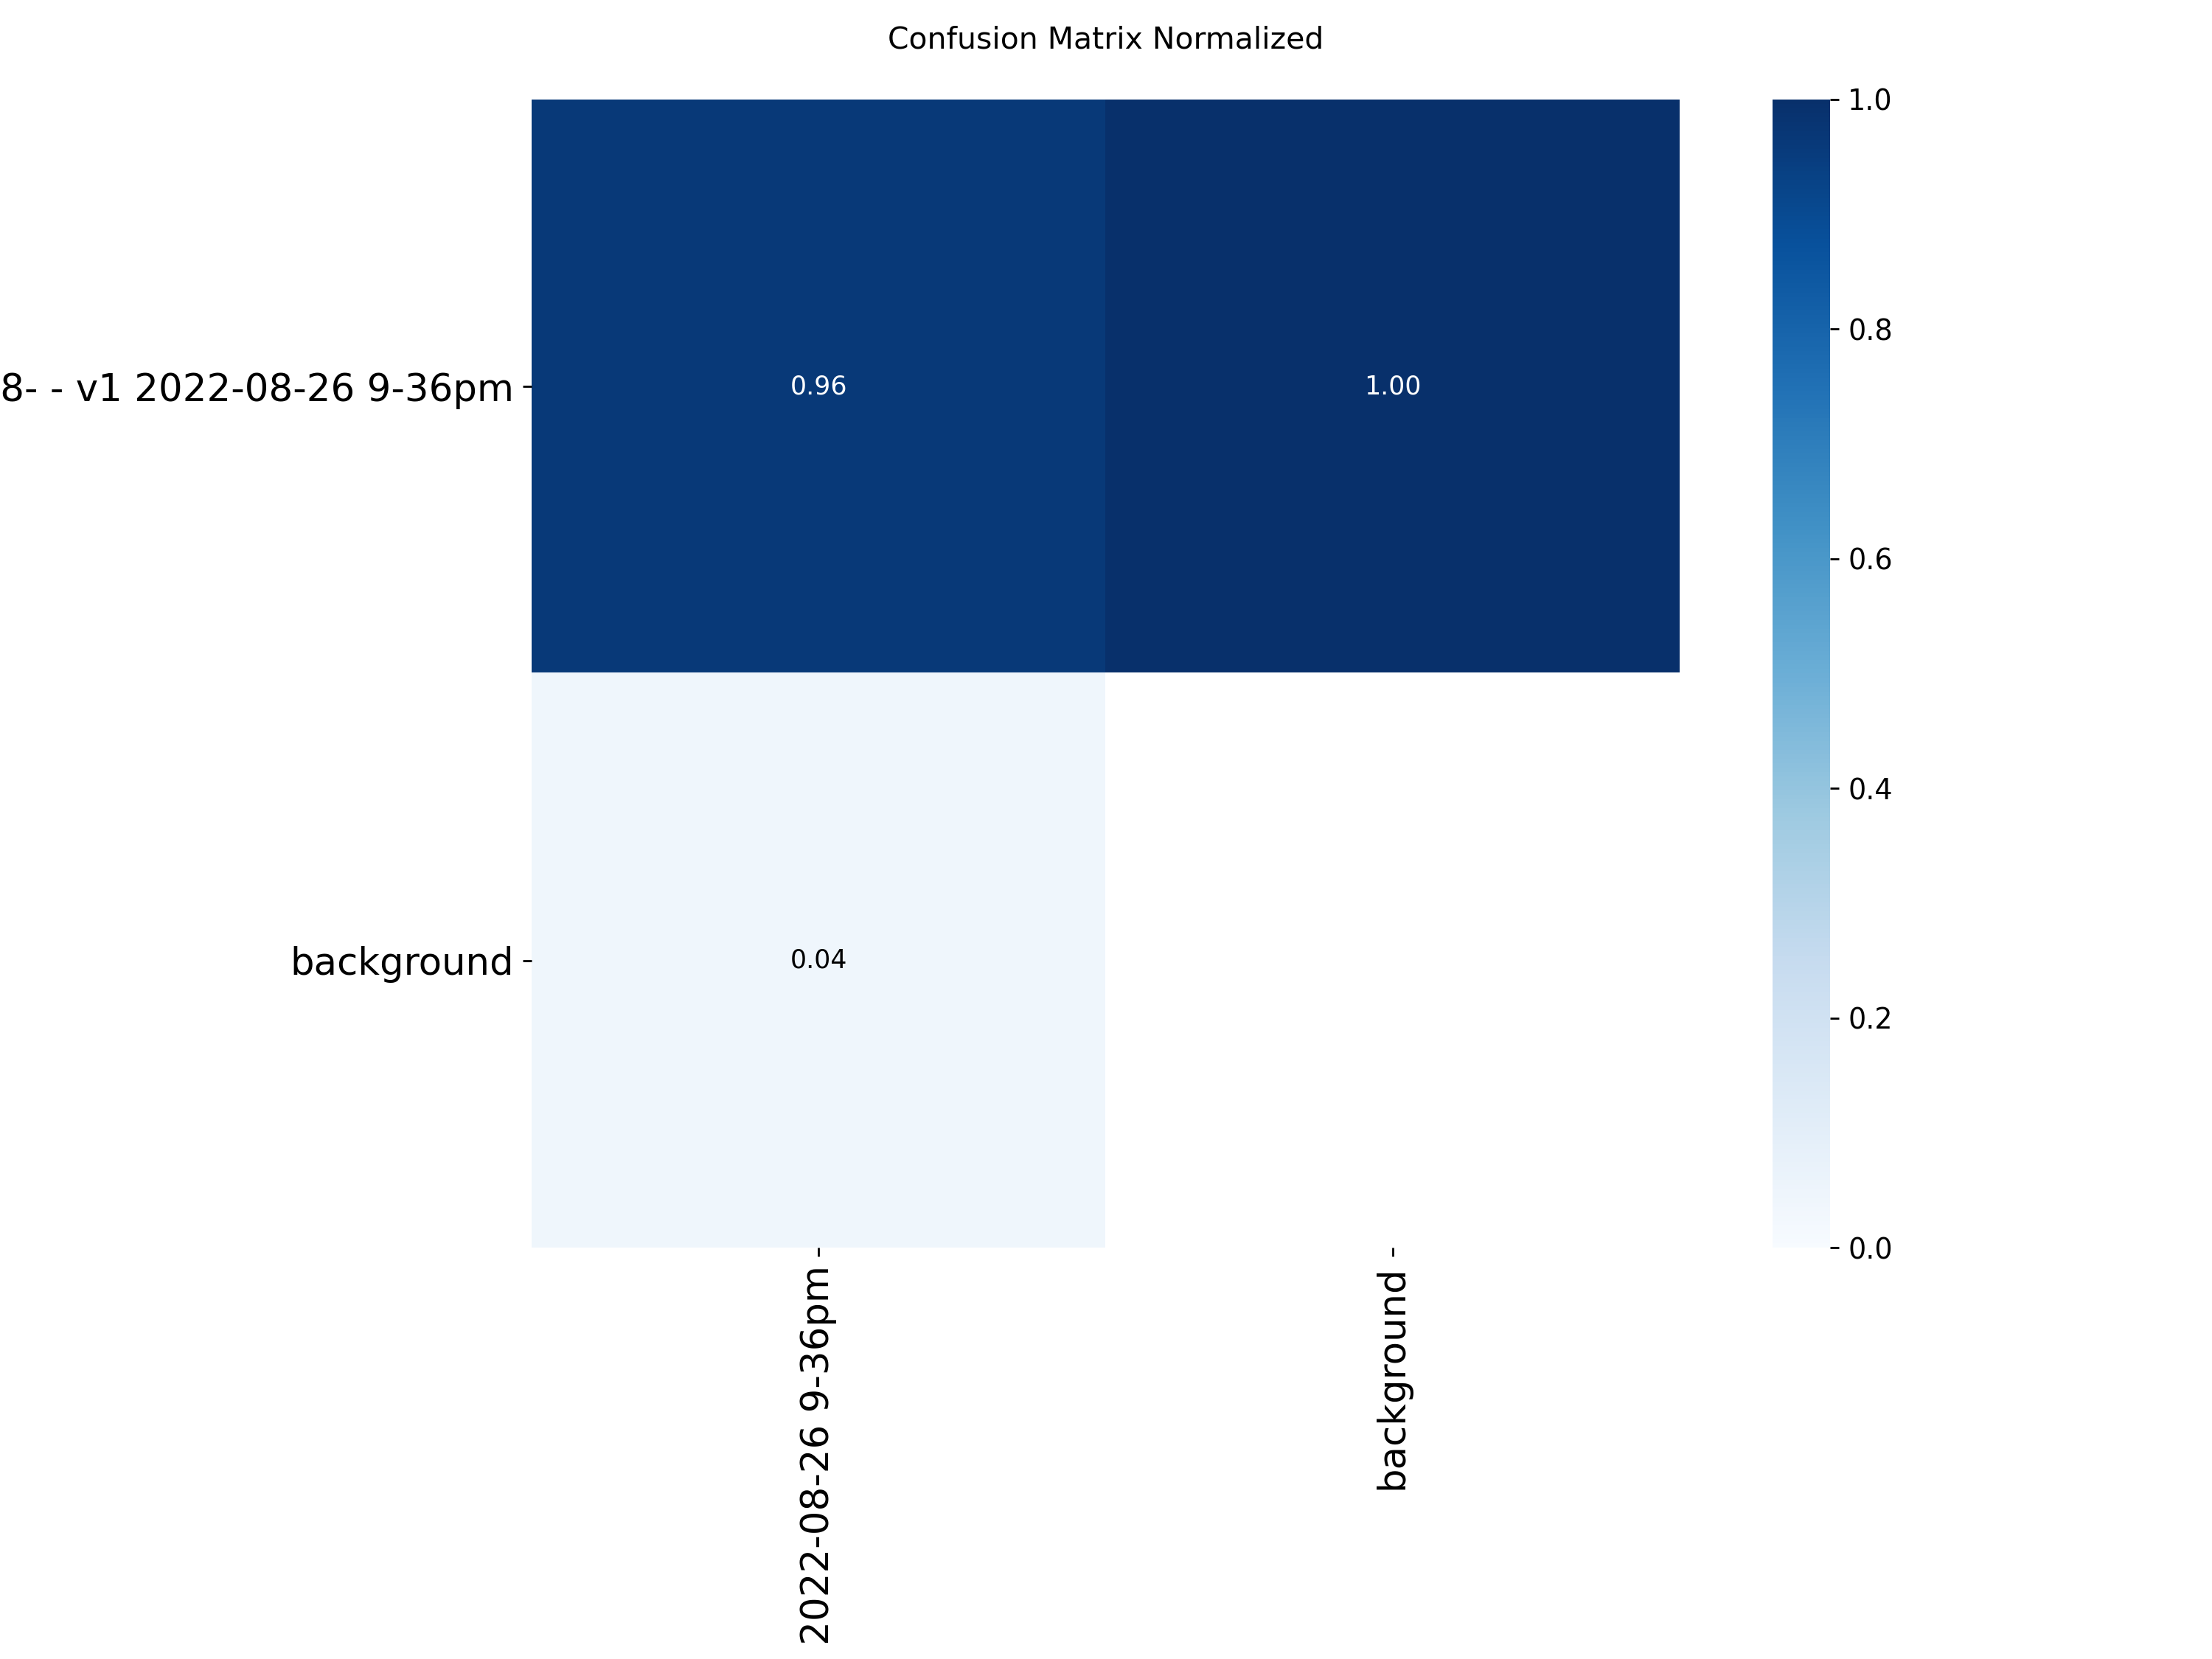 Confusion Matrix Normalized
8- - v1 2022-08-26 9-36pm
0.96
1.00
background
0.04
2022-08-26 9-36pm
background
1.0
0.8
0.6
0.4
0.2
0.0